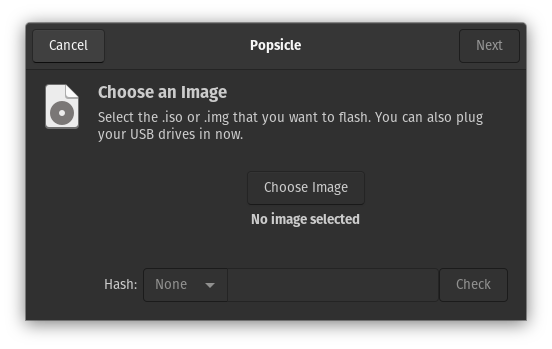 Cancel
Popsicle
Next
Choose an Image
Select the .iso or .img that you want to flash. You can also plug
your USB drives in now.
Choose Image
No image selected
Hash: None Check